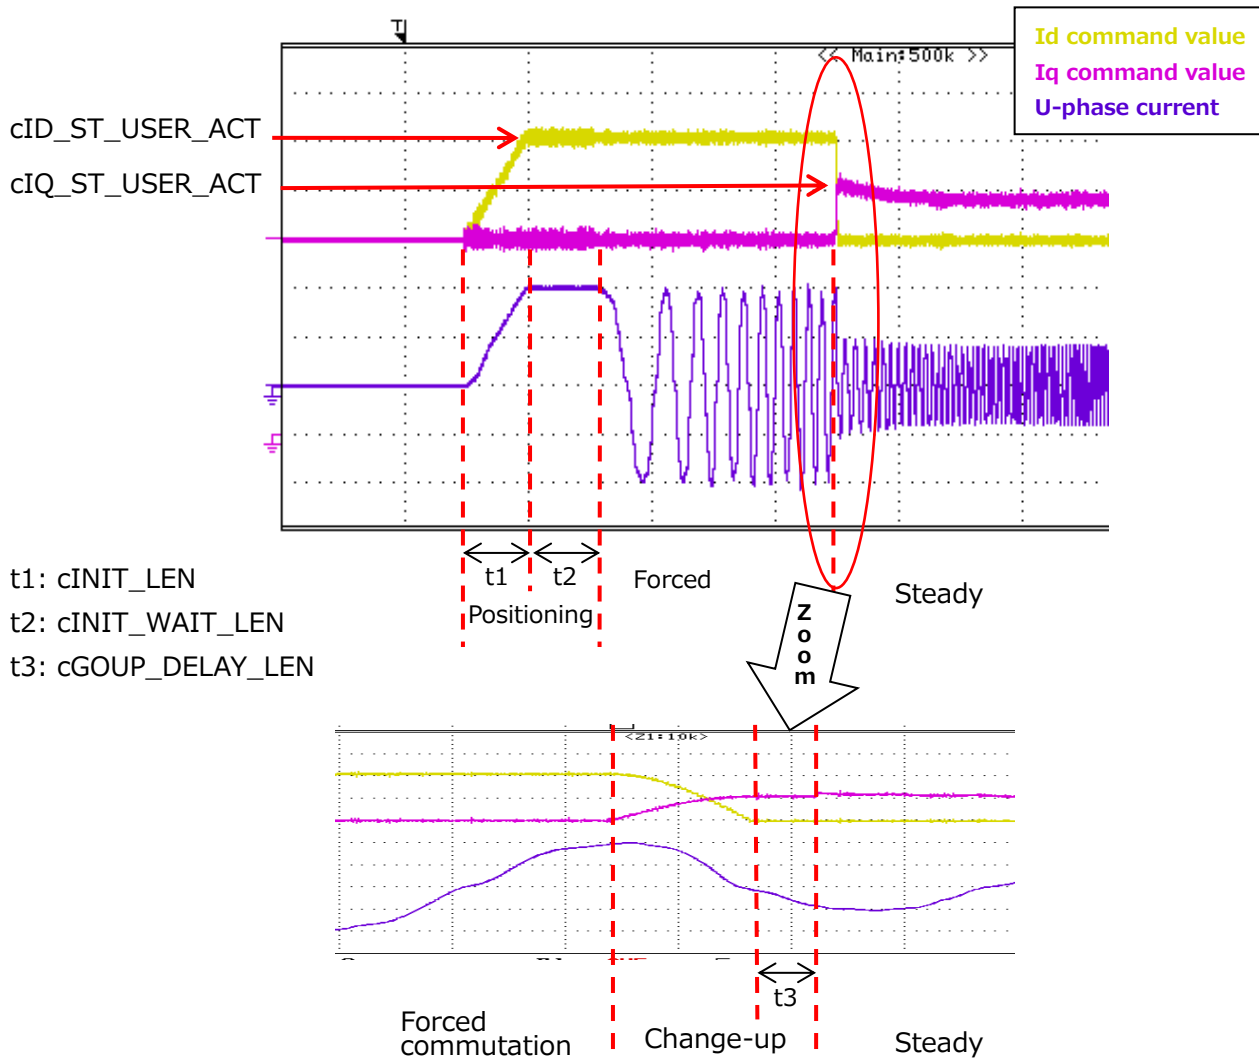 T
<< Main:500k >>
Id command value
Iq command value
U-phase current
cID_ST_USER_ACT
cIQ_ST_USER_ACT
t1
t2
Forced
Steady
Positioning
t1: cINIT_LEN
t2: cINIT_WAIT_LEN
t3: cGOUP_DELAY_LEN
Zoom
<Z1:10k>
t3
Forced
commutation
Change-up
Steady